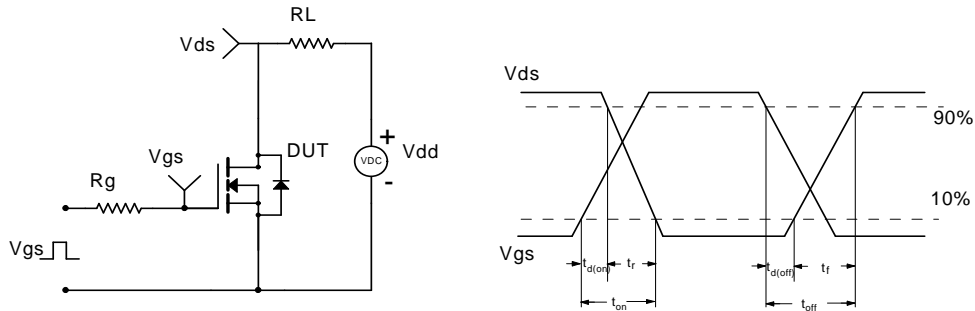 RL
Vds
Vgs
DUT
+
VDC
Vdd
-
Rg
Vgs
Vds
90%
10%
Vgs
td(on)
tr
ton
td(off)
tf
toff